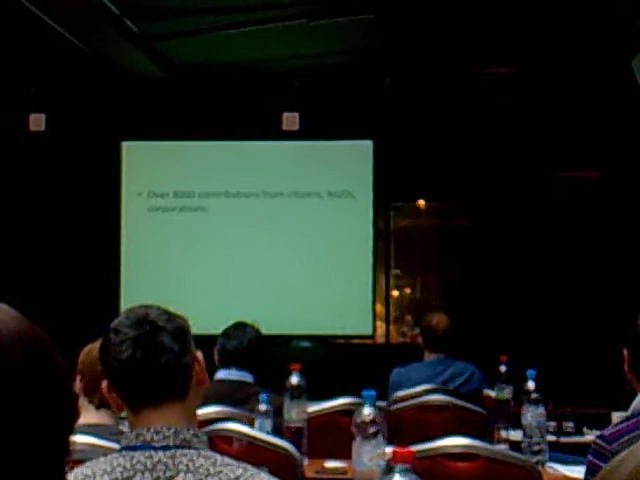 • Over 8000 contributions from citizens, NGOs,
corporations;